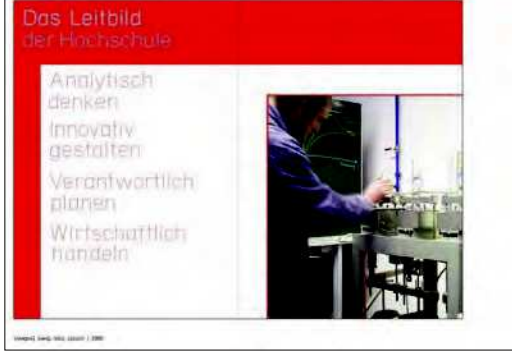 Das Leitbild
der Hochschule
Analytisch
denken
Innovativ
gestalten
Verantwortlich
planen
Wirtschaftlich
handeln